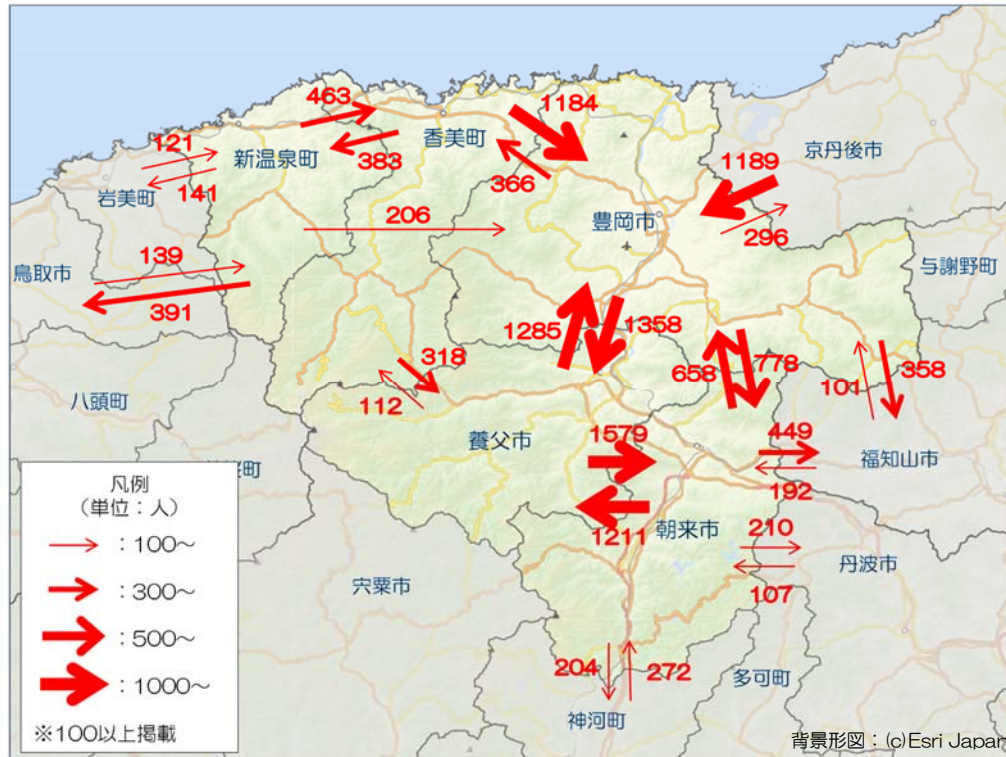 463
1184
香美町
121
新温泉町
383
京丹後市
1189
岩美町
141
366
206
豊岡市
296
139
鳥取市
与謝野町
391
1285
1358
318
658
778
101
358
112
八頭町
養父市
1579
449
福知山市
192
凡例
(単位:人)
:100~
:300~
:500~
:1000~
※100以上掲載
1211
朝来市
210
宍粟市
丹波市
107
204
272
多可町
神河町
背景形図:(c)Esri Japan